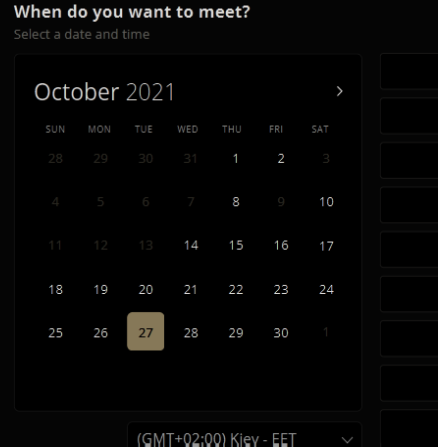 When do you want to meet?
Select a date and time
October 2021
SUN MON TUE WED THU FRI SAT
28 29 30 31 1 2 3
4 5 6 7 8 9 10
11 12 13 14 15 16 17
18 19 20 21 22 23 24
25 26 27 28 29 30 1
(GMT+02:00) Kiev - EET